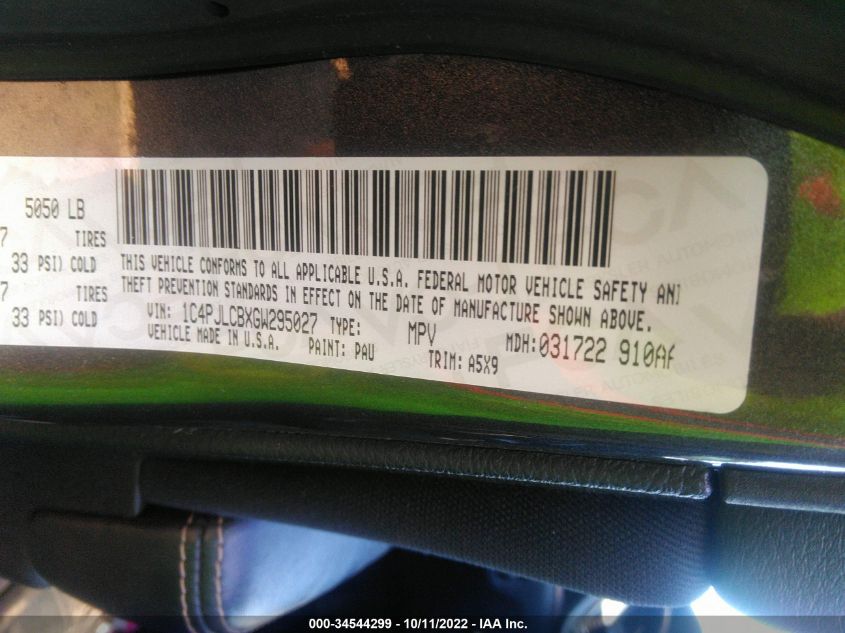 5050 LB
7 TIRES
33 PSI) COLD
7 TIRES
33 PSI) COLD
THIS VEHICLE CONFORMS TO ALL APPLICABLE U.S.A. FEDERAL MOTOR VEHICLE SAFETY AND
THEFT PREVENTION STANDARDS IN EFFECT ON THE DATE OF MANUFACTURE SHOWN ABOVE.
VIN: 1C4PJLCBXGW295027 TYPE: MPV MDH:031722 910AF
VEHICLE MADE IN U.S.A. PAINT: PAU TRIM: A5X9
000-34544299 - 10/11/2022 - IAA Inc.